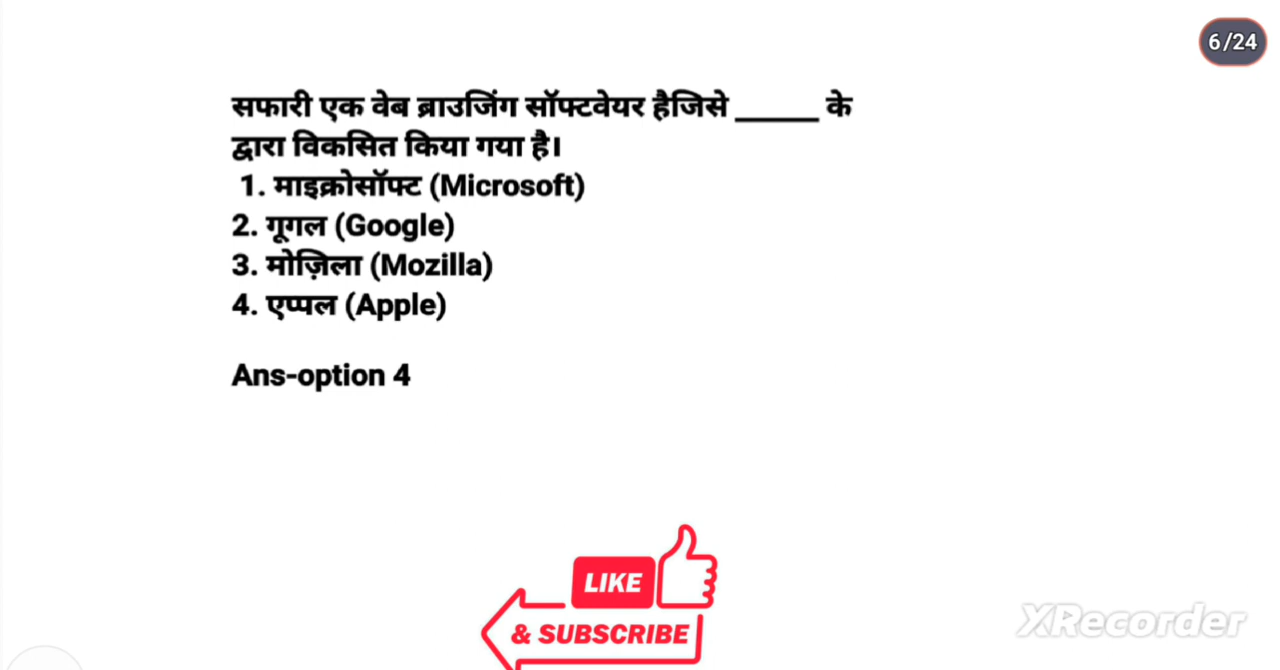 6/24
सफारी एक वेब ब्राउजिंग सॉफ्टवेयर हैजिसे ______ के
द्वारा विकसित किया गया है।
1. माइक्रोसॉफ्ट (Microsoft)
2. गूगल (Google)
3. मोज़िला (Mozilla)
4. एप्पल (Apple)
Ans-option 4
LIKE
& SUBSCRIBE
XRecorder